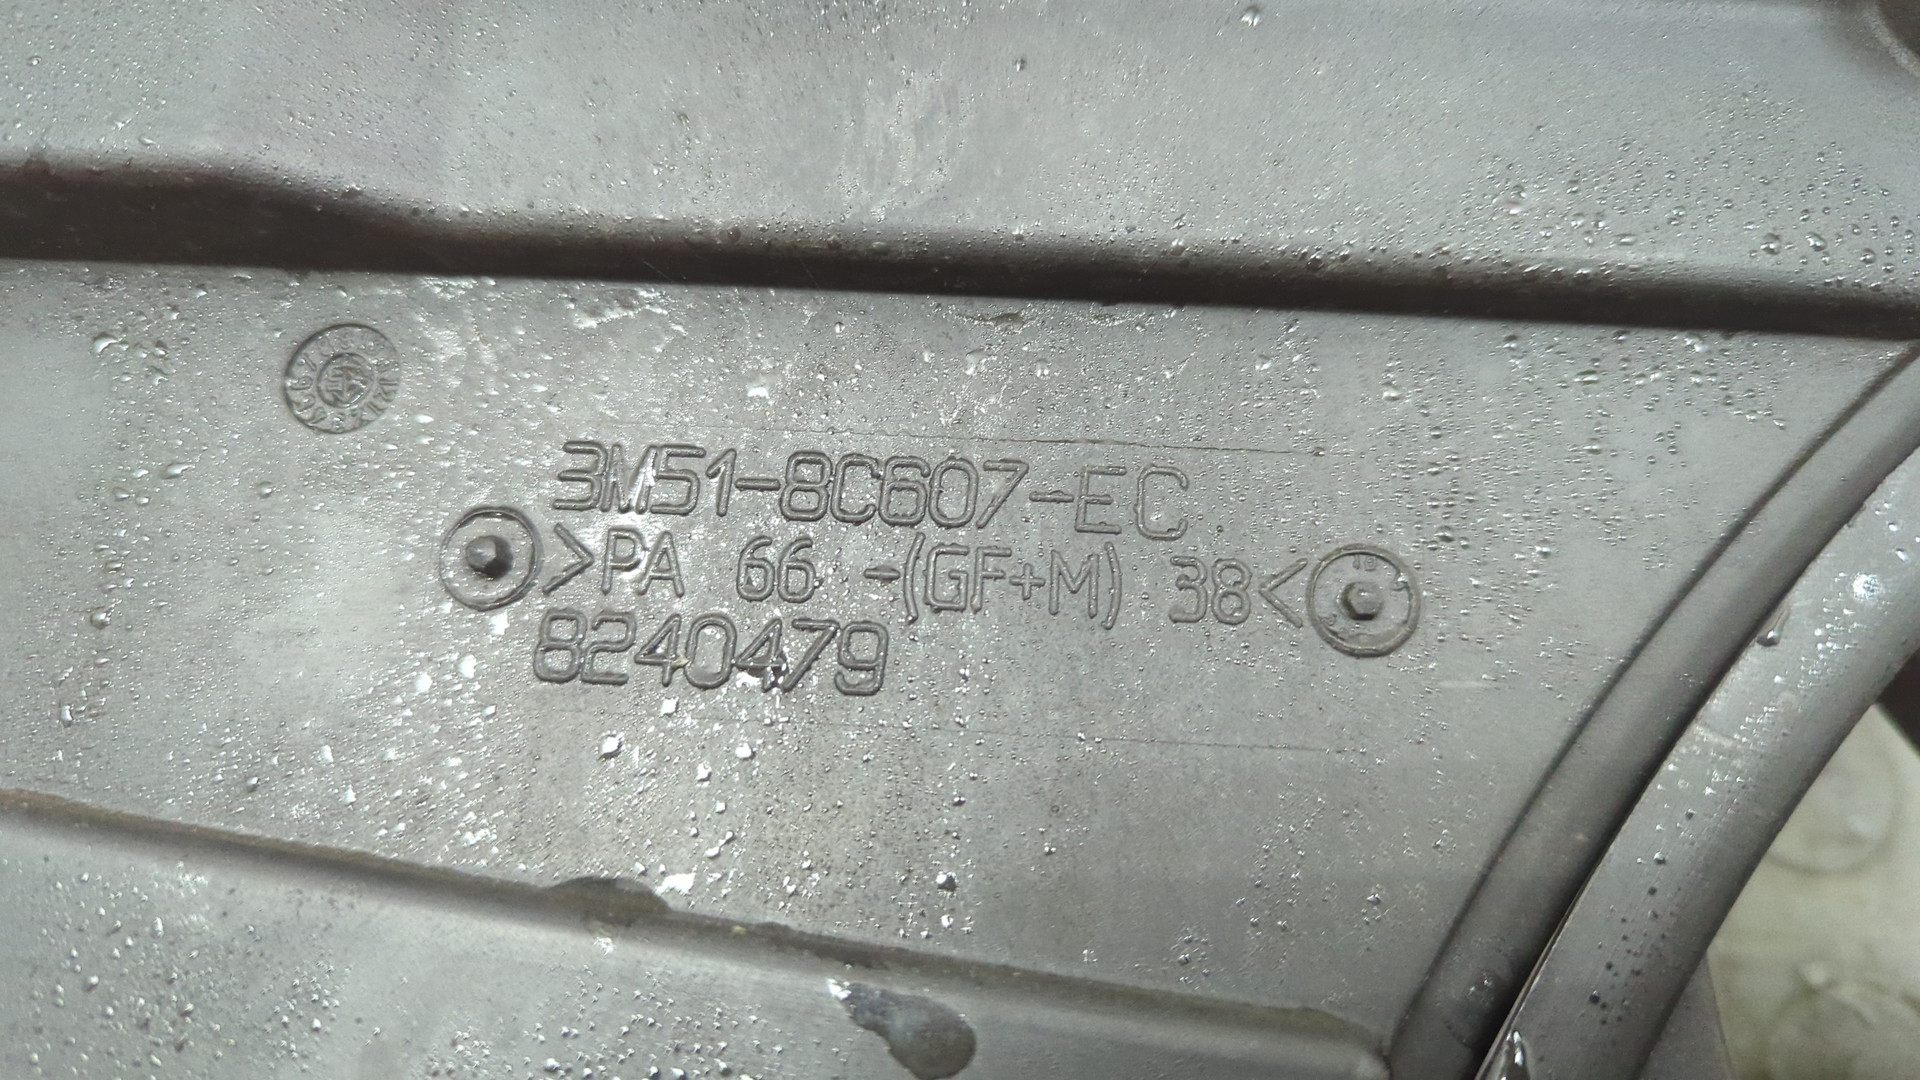 3M51-8C607-EC
>PA 66 -(GF+M) 38<
8240479